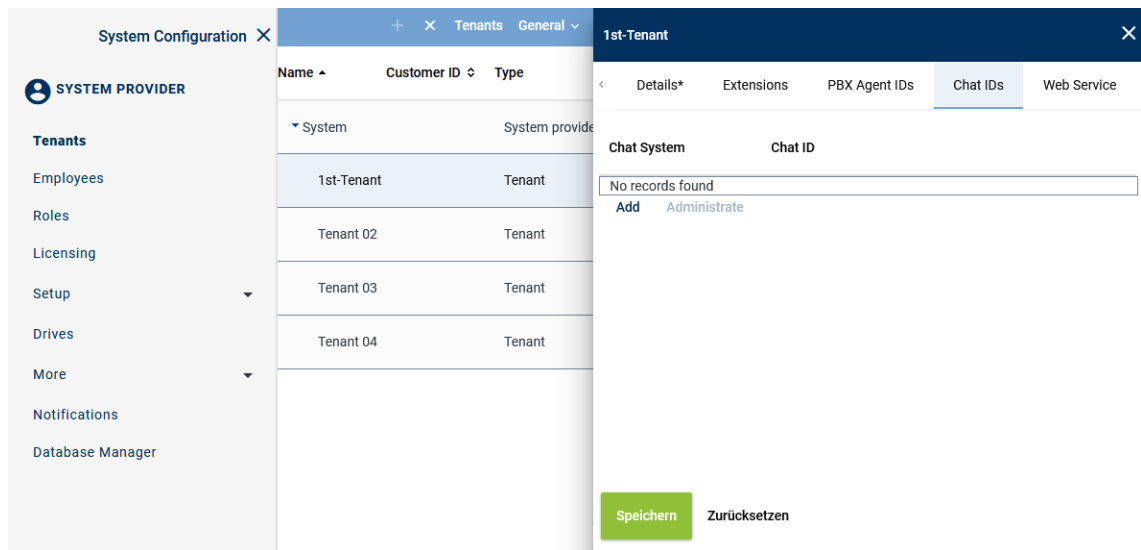 System Configuration
SYSTEM PROVIDER
Tenants
Employees
Roles
Licensing
Setup
Drives
More
Notifications
Database Manager
Tenants General
Name Customer ID Type
System System provide
1st-Tenant Tenant
Tenant 02 Tenant
Tenant 03 Tenant
Tenant 04 Tenant
1st-Tenant
Details* Extensions PBX Agent IDs Chat IDs Web Service
Chat System Chat ID
No records found
Add Administrate
Speichern Zurücksetzen